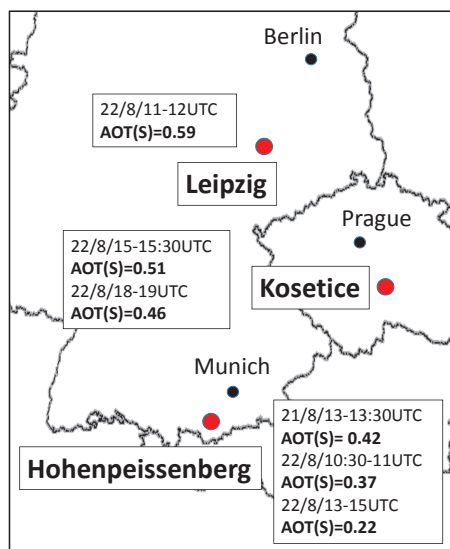 Berlin
22/8/11-12UTC
AOT(S)=0.59
Leipzig
Prague
22/8/15-15:30UTC
AOT(S)=0.51
22/8/18-19UTC
AOT(S)=0.46
Kosetice
Munich
21/8/13-13:30UTC
AOT(S)= 0.42
22/8/10:30-11UTC
AOT(S)=0.37
22/8/13-15UTC
AOT(S)=0.22
Hohenpeissenberg